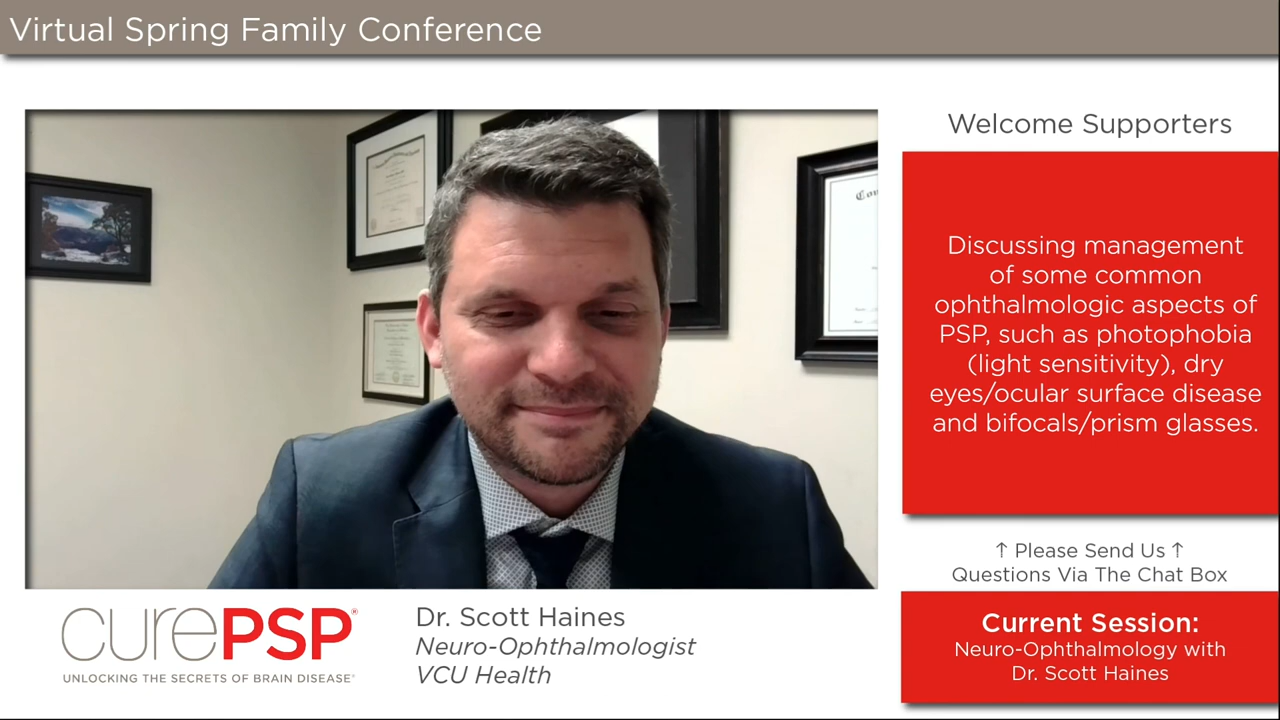 Virtual Spring Family Conference
Welcome Supporters
Discussing management
of some common
ophthalmologic aspects of
PSP, such as photophobia
(light sensitivity), dry
eyes/ocular surface disease
and bifocals/prism glasses.
↑ Please Send Us ↑
Questions Via The Chat Box
Current Session:
Neuro-Ophthalmology with
Dr. Scott Haines
curePSP®
UNLOCKING THE SECRETS OF BRAIN DISEASE®
Dr. Scott Haines
Neuro-Ophthalmologist
VCU Health